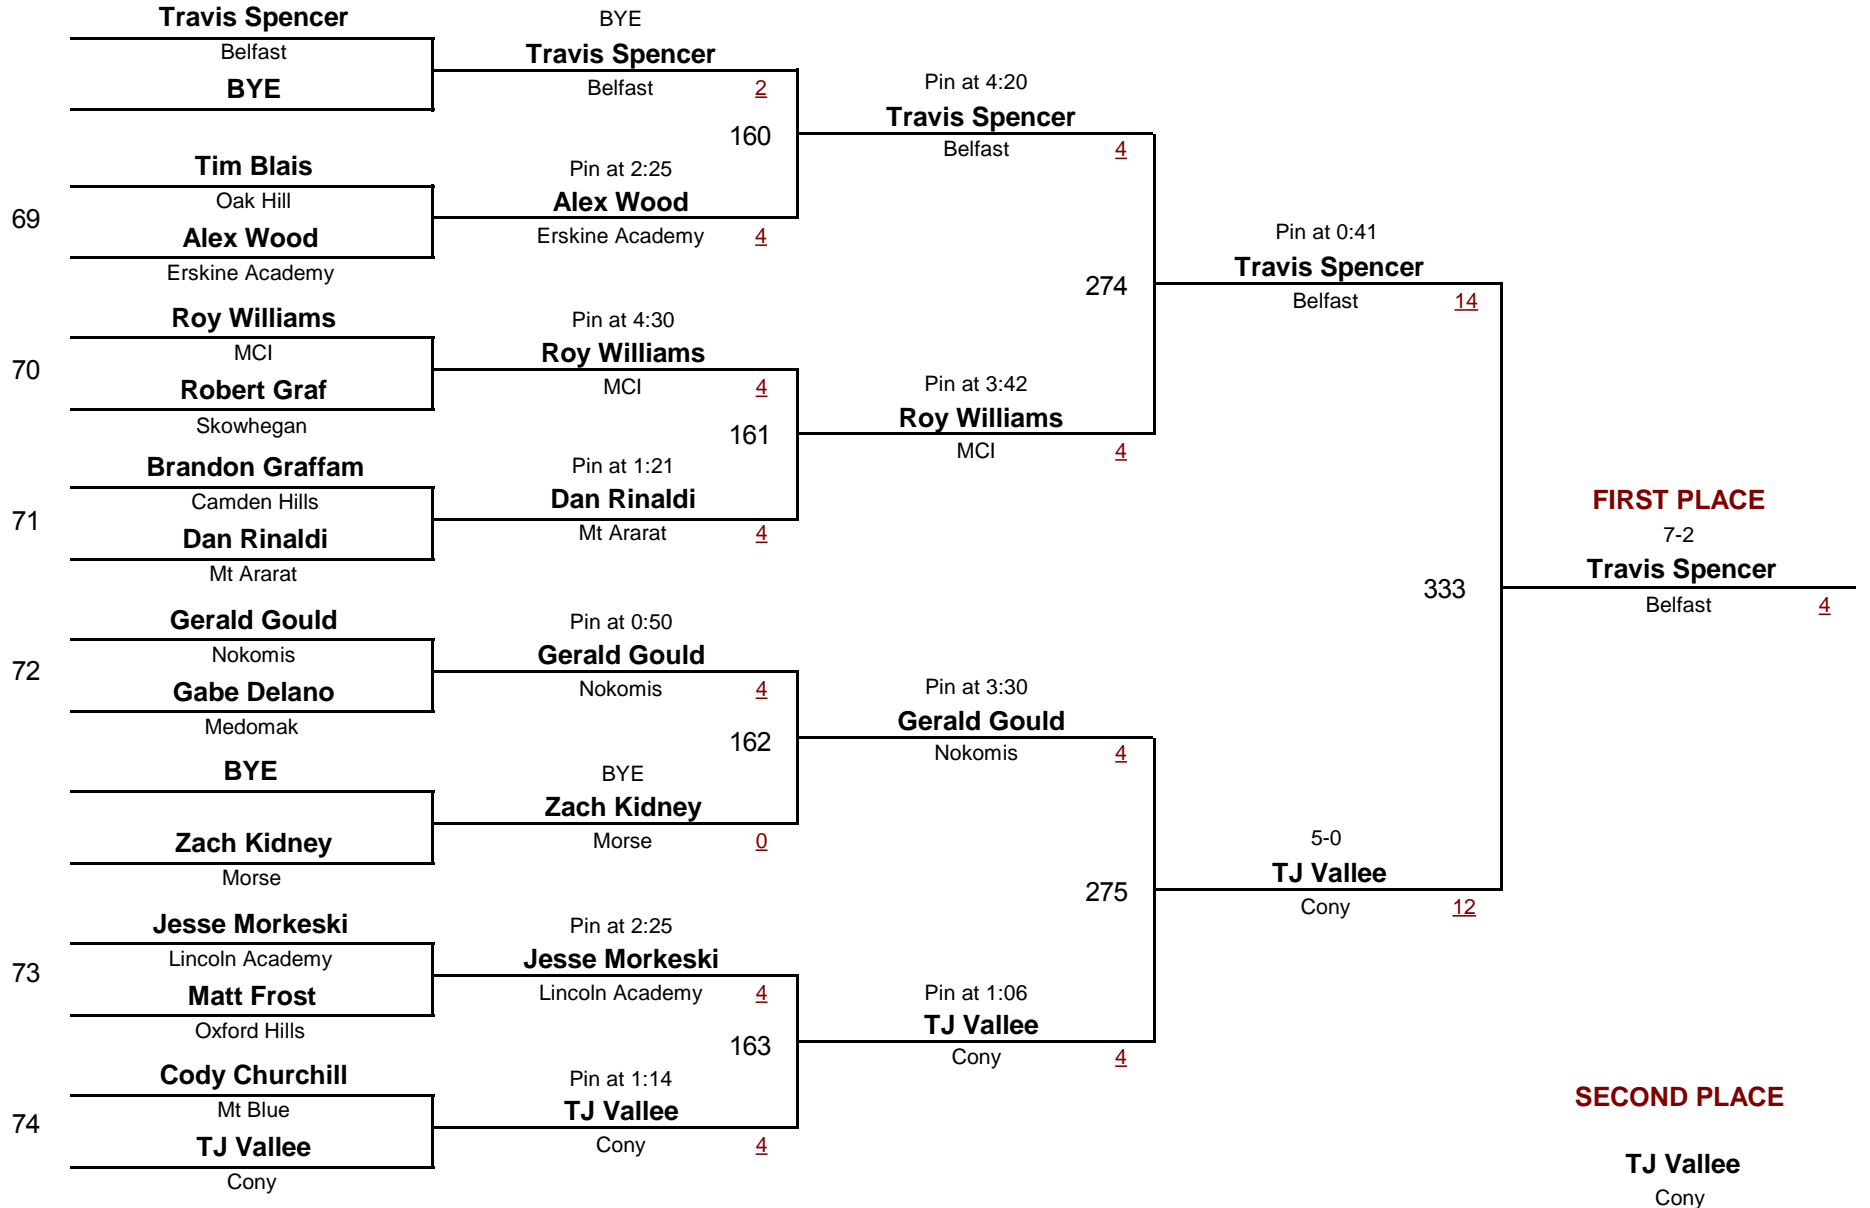 Travis Spencer
Belfast
BYE
69
Tim Blais
Oak Hill
Alex Wood
Erskine Academy
70
Roy Williams
MCI
Robert Graf
Skowhegan
71
Brandon Graffam
Camden Hills
Dan Rinaldi
Mt Ararat
72
Gerald Gould
Nokomis
Gabe Delano
Medomak
BYE
Zach Kidney
Morse
73
Jesse Morkeski
Lincoln Academy
Matt Frost
Oxford Hills
74
Cody Churchill
Mt Blue
TJ Vallee
Cony
BYE
Travis Spencer
Belfast 2
160
Pin at 2:25
Alex Wood
Erskine Academy 4
Pin at 4:30
Roy Williams
MCI 4
161
Pin at 1:21
Dan Rinaldi
Mt Ararat 4
Pin at 0:50
Gerald Gould
Nokomis 4
162
BYE
Zach Kidney
Morse 0
Pin at 2:25
Jesse Morkeski
Lincoln Academy 4
163
Pin at 1:14
TJ Vallee
Cony 4
Pin at 4:20
Travis Spencer
Belfast 4
274
Pin at 3:42
Roy Williams
MCI 4
Pin at 3:30
Gerald Gould
Nokomis 4
275
Pin at 1:06
TJ Vallee
Cony 4
Pin at 0:41
Travis Spencer
Belfast 14
333
5-0
TJ Vallee
Cony 12
FIRST PLACE
7-2
Travis Spencer
Belfast 4
SECOND PLACE
TJ Vallee
Cony